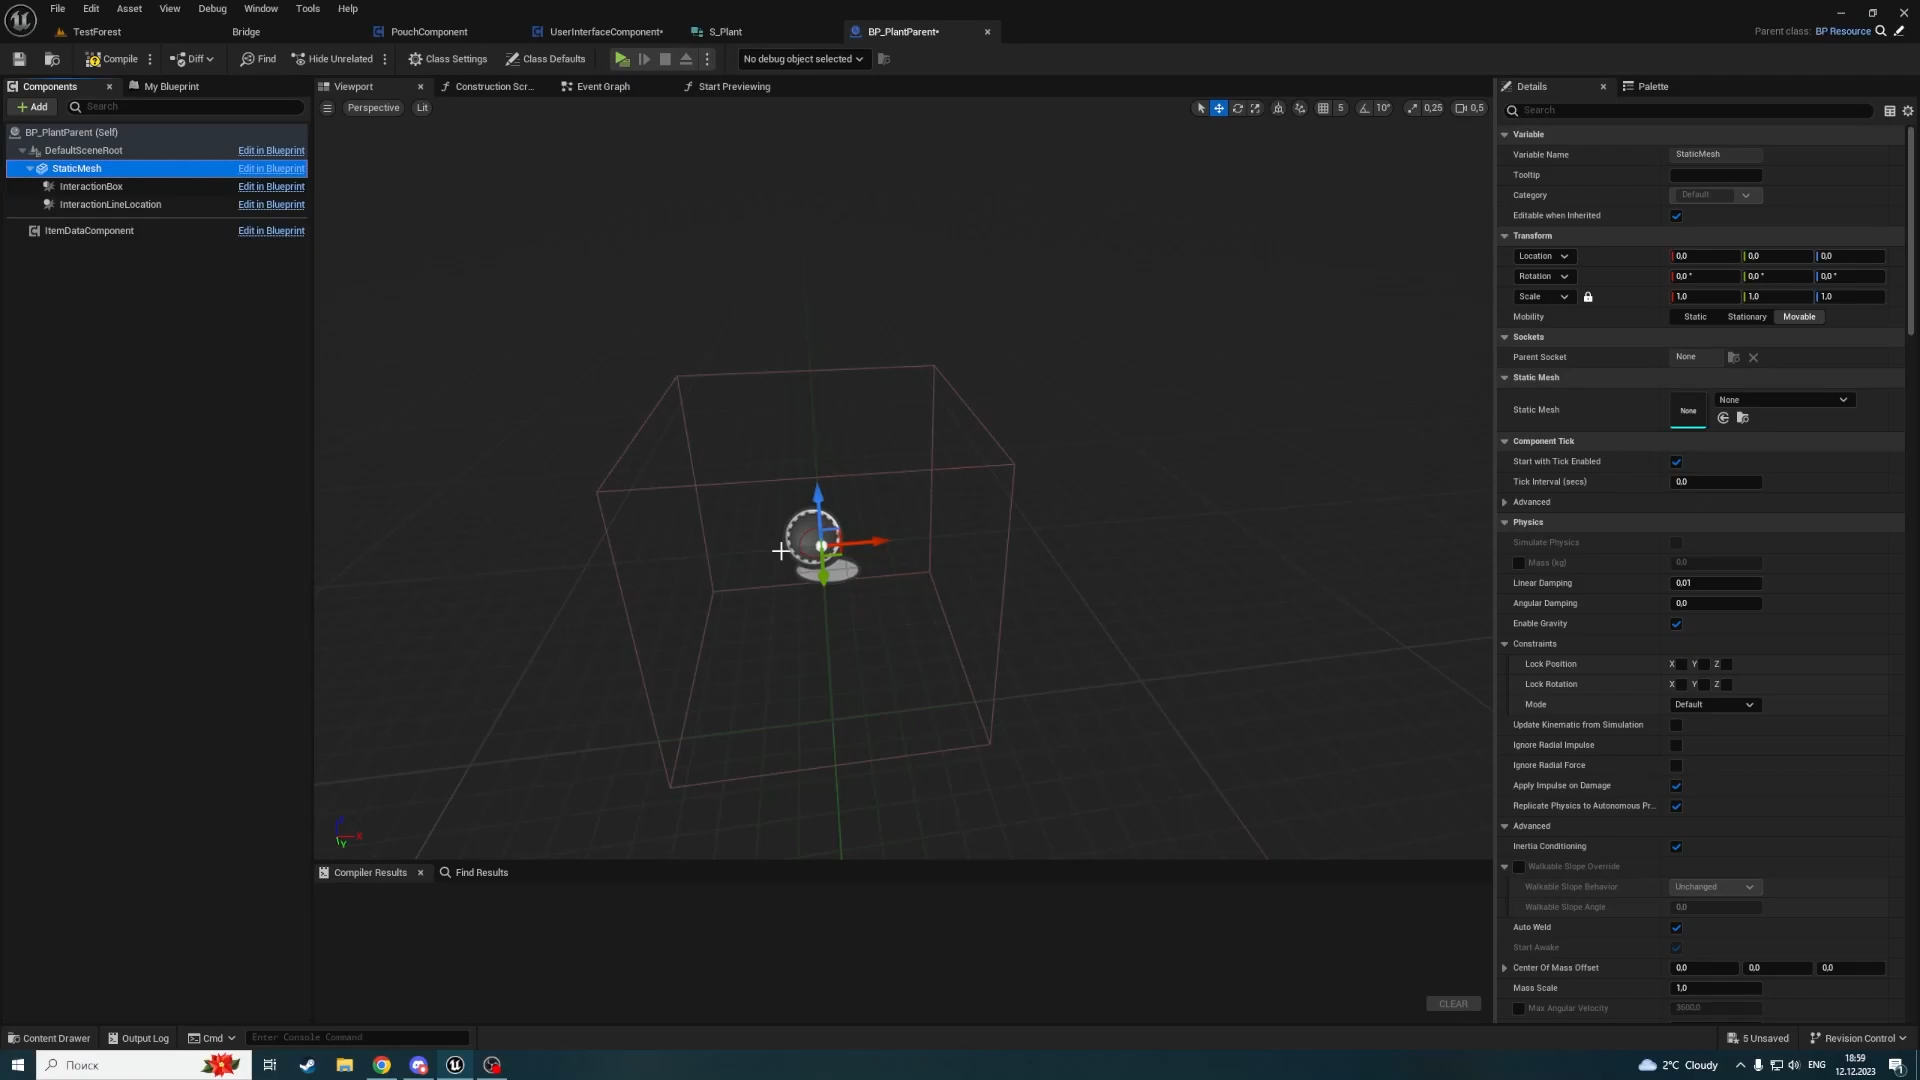 File Edit Asset View Debug Window Tools Help
TestForest Bridge PouchComponent UserInterfaceComponent* S_Plant BP_PlantParent*
Parent class: BP Resource
Compile Diff Find Hide Unrelated Class Settings Class Defaults No debug object selected
Components My Blueprint Viewport Construction Scr... Event Graph Start Previewing Details Palette
Add Search
Perspective Lit 5 10° 0,25 0,5
Search
BP_PlantParent (Self)
DefaultSceneRoot Edit in Blueprint
StaticMesh Edit in Blueprint
InteractionBox Edit in Blueprint
InteractionLineLocation Edit in Blueprint
ItemDataComponent Edit in Blueprint
Variable
Variable Name StaticMesh
Tooltip
Category Default
Editable when Inherited
Transform
Location 0,0 0,0 0,0
Rotation 0,0 ° 0,0 ° 0,0 °
Scale 1,0 1,0 1,0
Mobility Static Stationary Movable
Sockets
Parent Socket None
Static Mesh
Static Mesh None None
Component Tick
Start with Tick Enabled
Tick Interval (secs) 0,0
Advanced
Physics
Simulate Physics
Mass (kg) 0,0
Linear Damping 0,01
Angular Damping 0,0
Enable Gravity
Constraints
Lock Position X Y Z
Lock Rotation X Y Z
Mode Default
Update Kinematic from Simulation
Ignore Radial Impulse
Ignore Radial Force
Apply Impulse on Damage
Replicate Physics to Autonomous Pr...
Advanced
Inertia Conditioning
Walkable Slope Override
Walkable Slope Behavior Unchanged
Walkable Slope Angle 0,0
Auto Weld
Start Awake
Center Of Mass Offset 0,0 0,0 0,0
Mass Scale 1,0
Max Angular Velocity 3600,0
X
Y
Compiler Results Find Results
CLEAR
Content Drawer Output Log Cmd Enter Console Command 5 Unsaved Revision Control
Поиск
2°C Cloudy ENG 18:59
12.12.2023